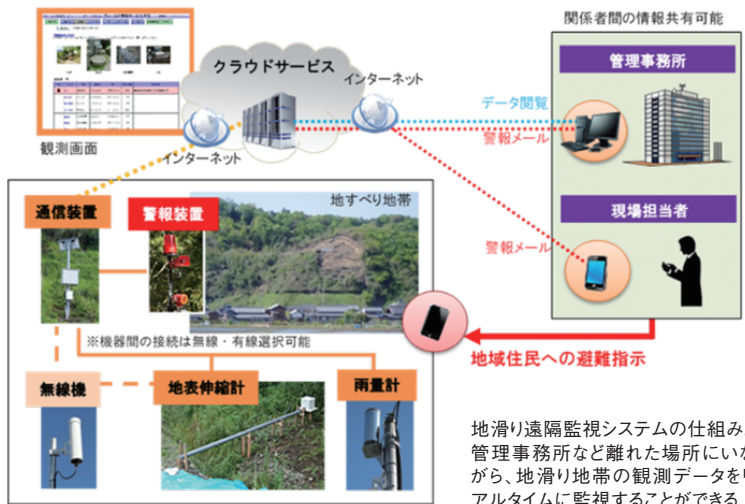 関係者間の情報共有可能
クラウドサービス
インターネット
インターネット
観測画面
データ閲覧
警報メール
管理事務所
現場担当者
警報メール
通信装置
警報装置
地すべり地帯
※機器間の接続は無線・有線選択可能
地域住民への避難指示
無線機
地表伸縮計
雨量計
地滑り遠隔監視システムの仕組み
管理事務所など離れた場所にいな
がら、地滑り地帯の観測データを
アルタイムに監視することができる